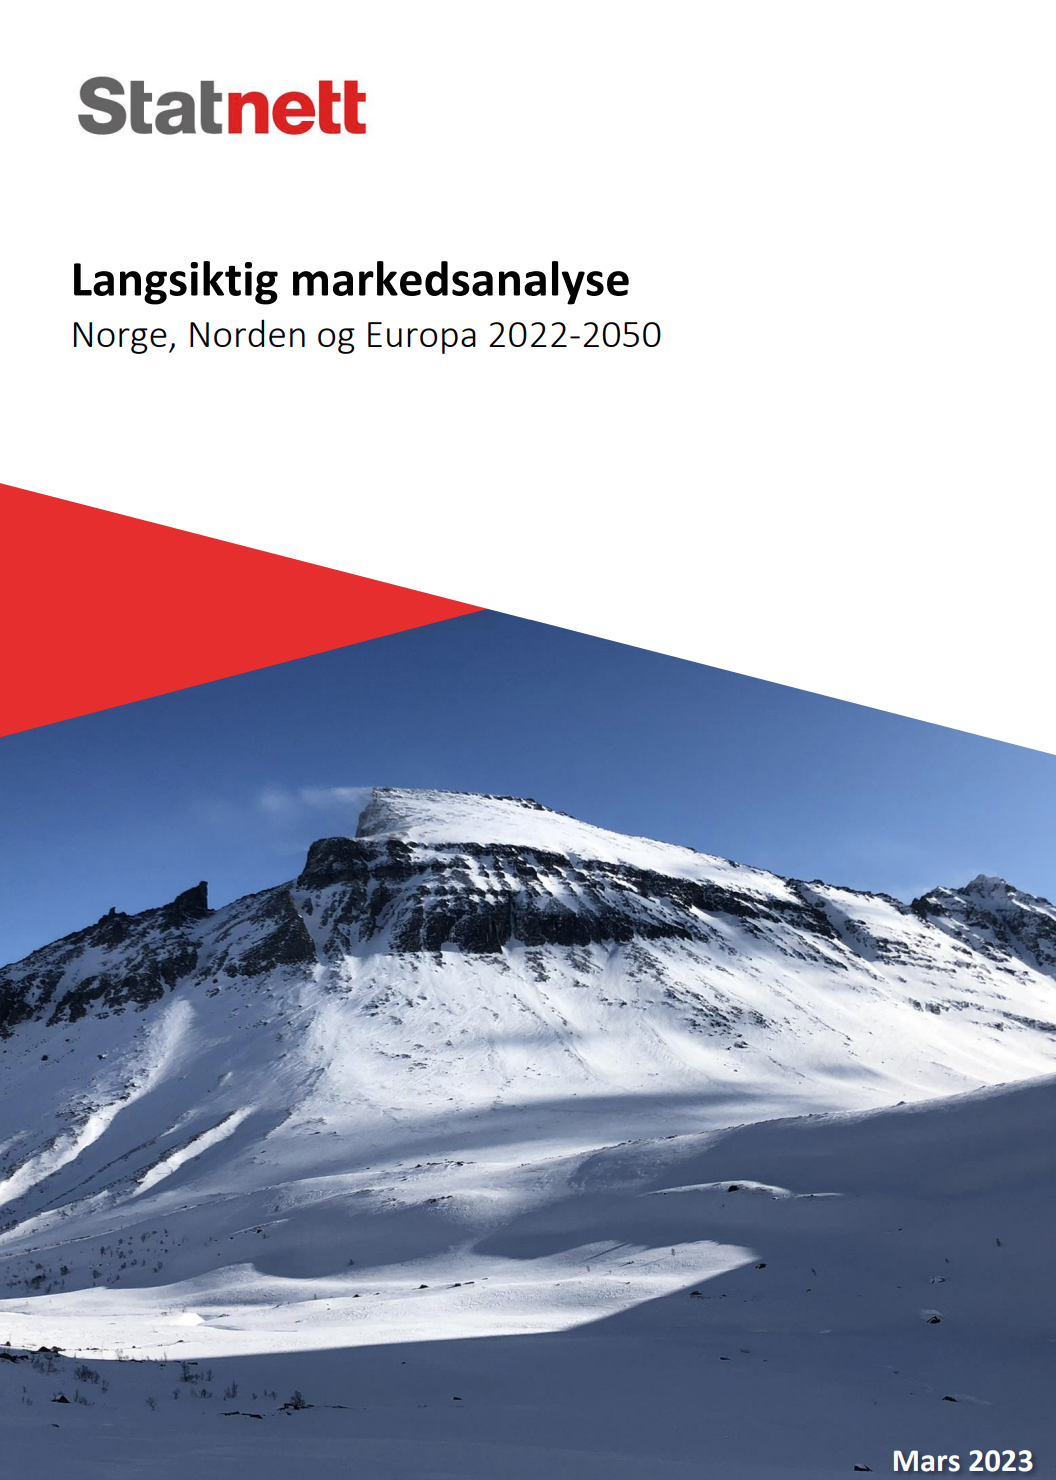 Statnett
Langsiktig markedsanalyse
Norge, Norden og Europa 2022-2050
Mars 2023